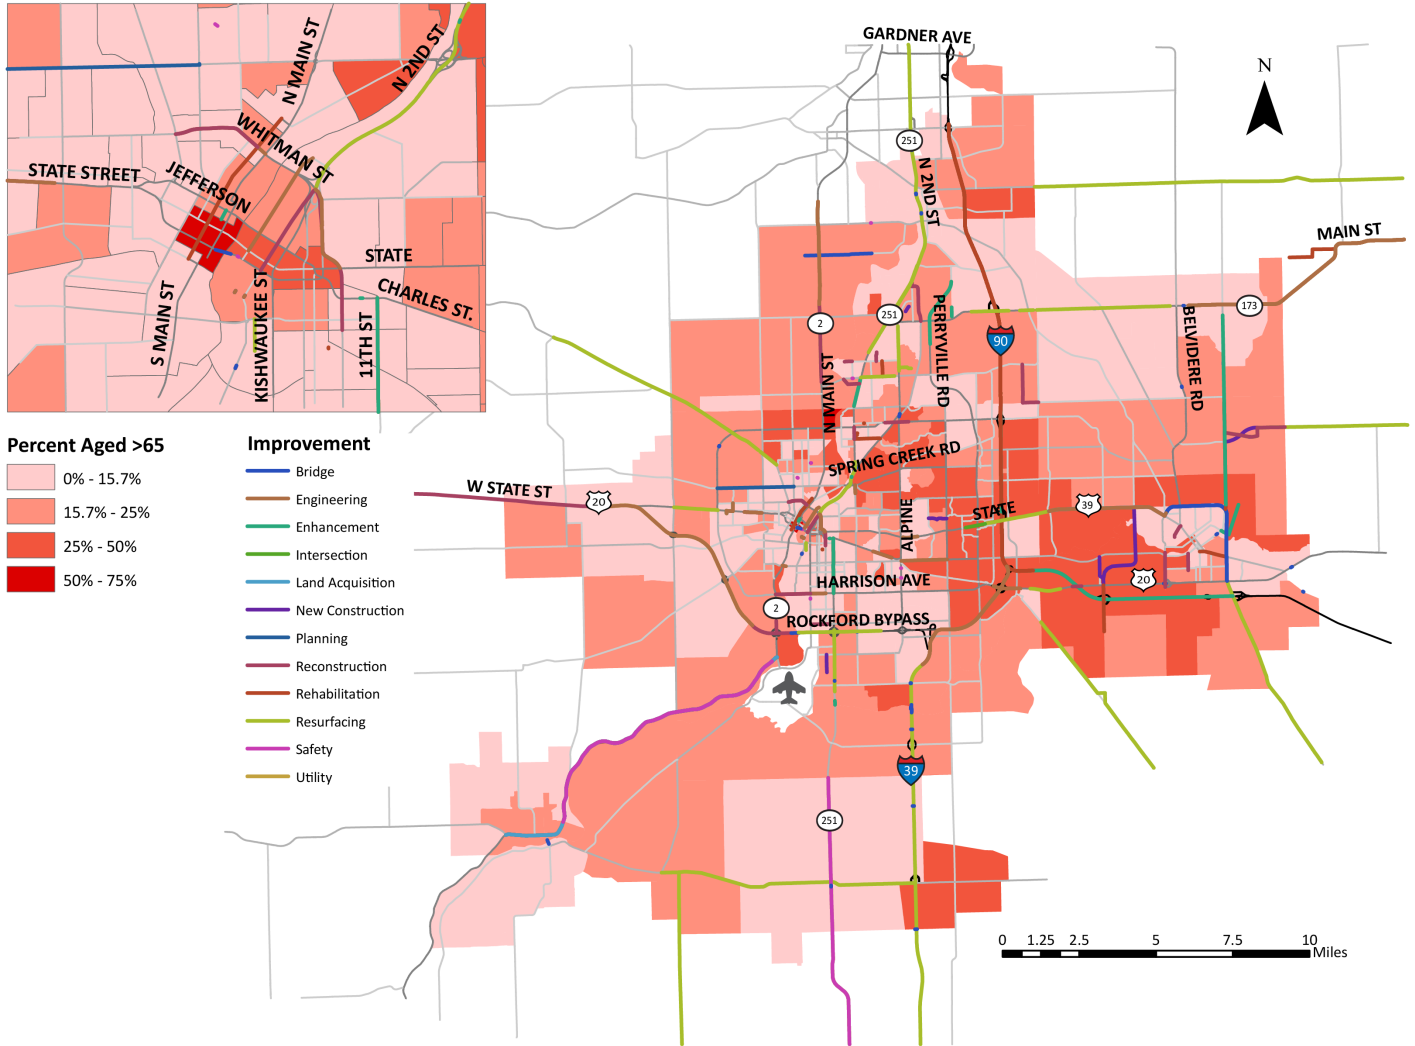 N MAIN ST
N 2ND ST
WHITMAN ST
STATE STREET
JEFFERSON
STATE
CHARLES ST.
S MAIN ST
KISHWAUKEE ST
11TH ST
GARDNER AVE
N
251
N 2ND ST
MAIN ST
173
2
251
PERRYVILLE RD
90
BELVIDERE RD
N MAIN ST
SPRING CREEK RD
W STATE ST
20
ALPINE
STATE
39
HARRISON AVE
20
2
ROCKFORD BYPASS
39
251
Percent Aged >65
0% - 15.7%
15.7% - 25%
25% - 50%
50% - 75%
Improvement
Bridge
Engineering
Enhancement
Intersection
Land Acquisition
New Construction
Planning
Reconstruction
Rehabilitation
Resurfacing
Safety
Utility
0 1.25 2.5 5 7.5 10
Miles